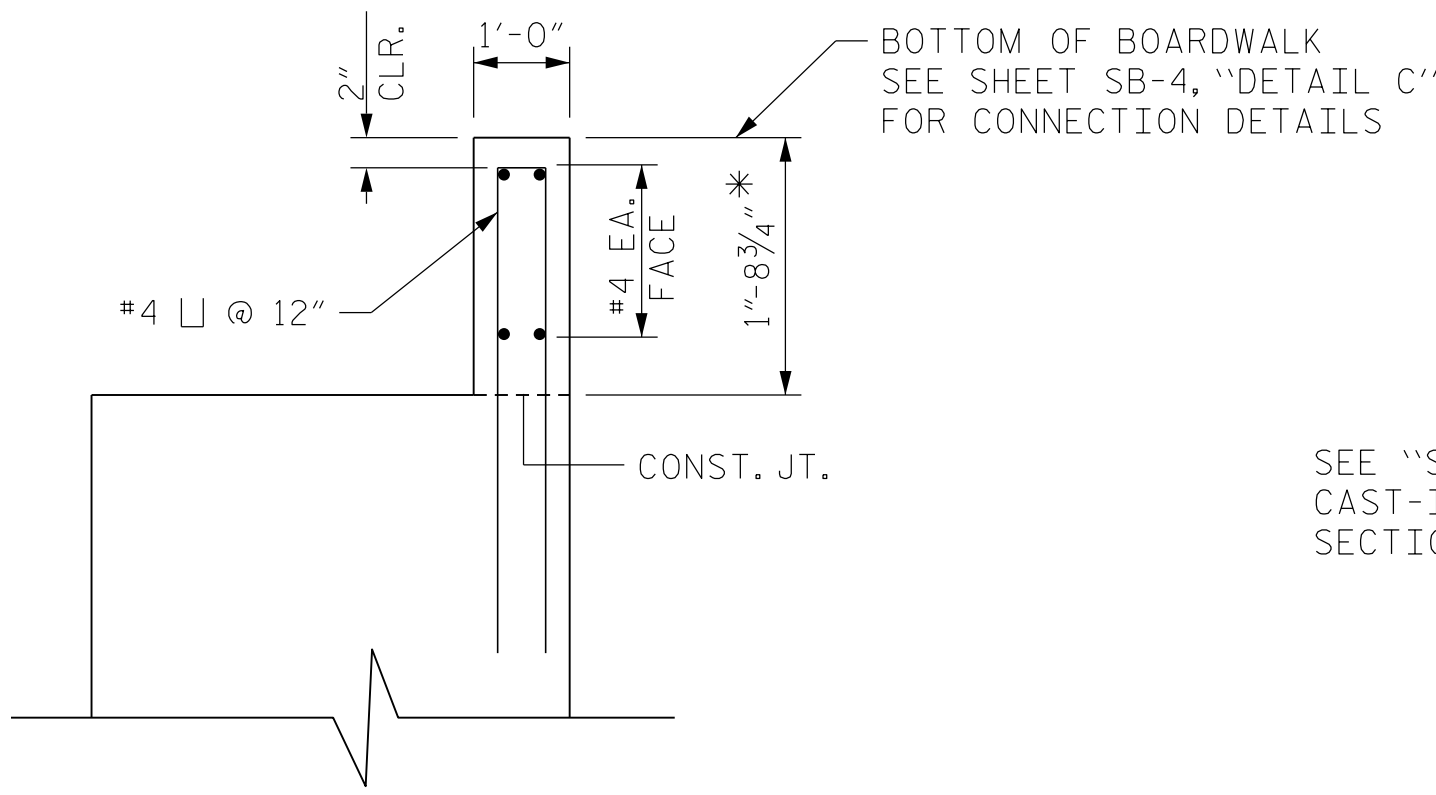 2" CLR.
1'-0"
BOTTOM OF BOARDWALK
SEE SHEET SB-4, ``DETAIL C"
FOR CONNECTION DETAILS
#4 EA.
FACE
1"-8¾" *
#4 ⊔ @ 12"
CONST. JT.
SEE
CAST-